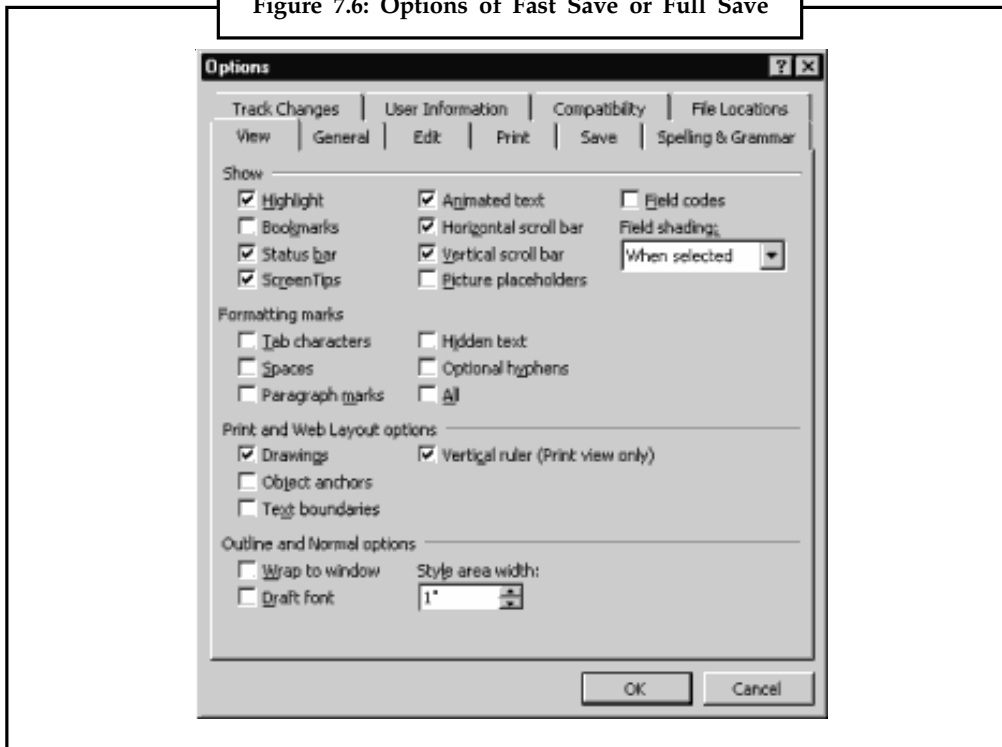 Figure 7.6: Options of Fast Save or Full Save
Options
Track Changes User Information Compatibility File Locations
View General Edit Print Save Spelling & Grammar
Show
Highlight Animated text Field codes
Bookmarks Horizontal scroll bar Field shading:
Status bar Vertical scroll bar When selected
ScreenTips Picture placeholders
Formatting marks
Tab characters Hidden text
Spaces Optional hyphens
Paragraph marks All
Print and Web Layout options
Drawings Vertical ruler (Print view only)
Object anchors
Text boundaries
Outline and Normal options
Wrap to window Style area width:
Draft font 1"
OK Cancel